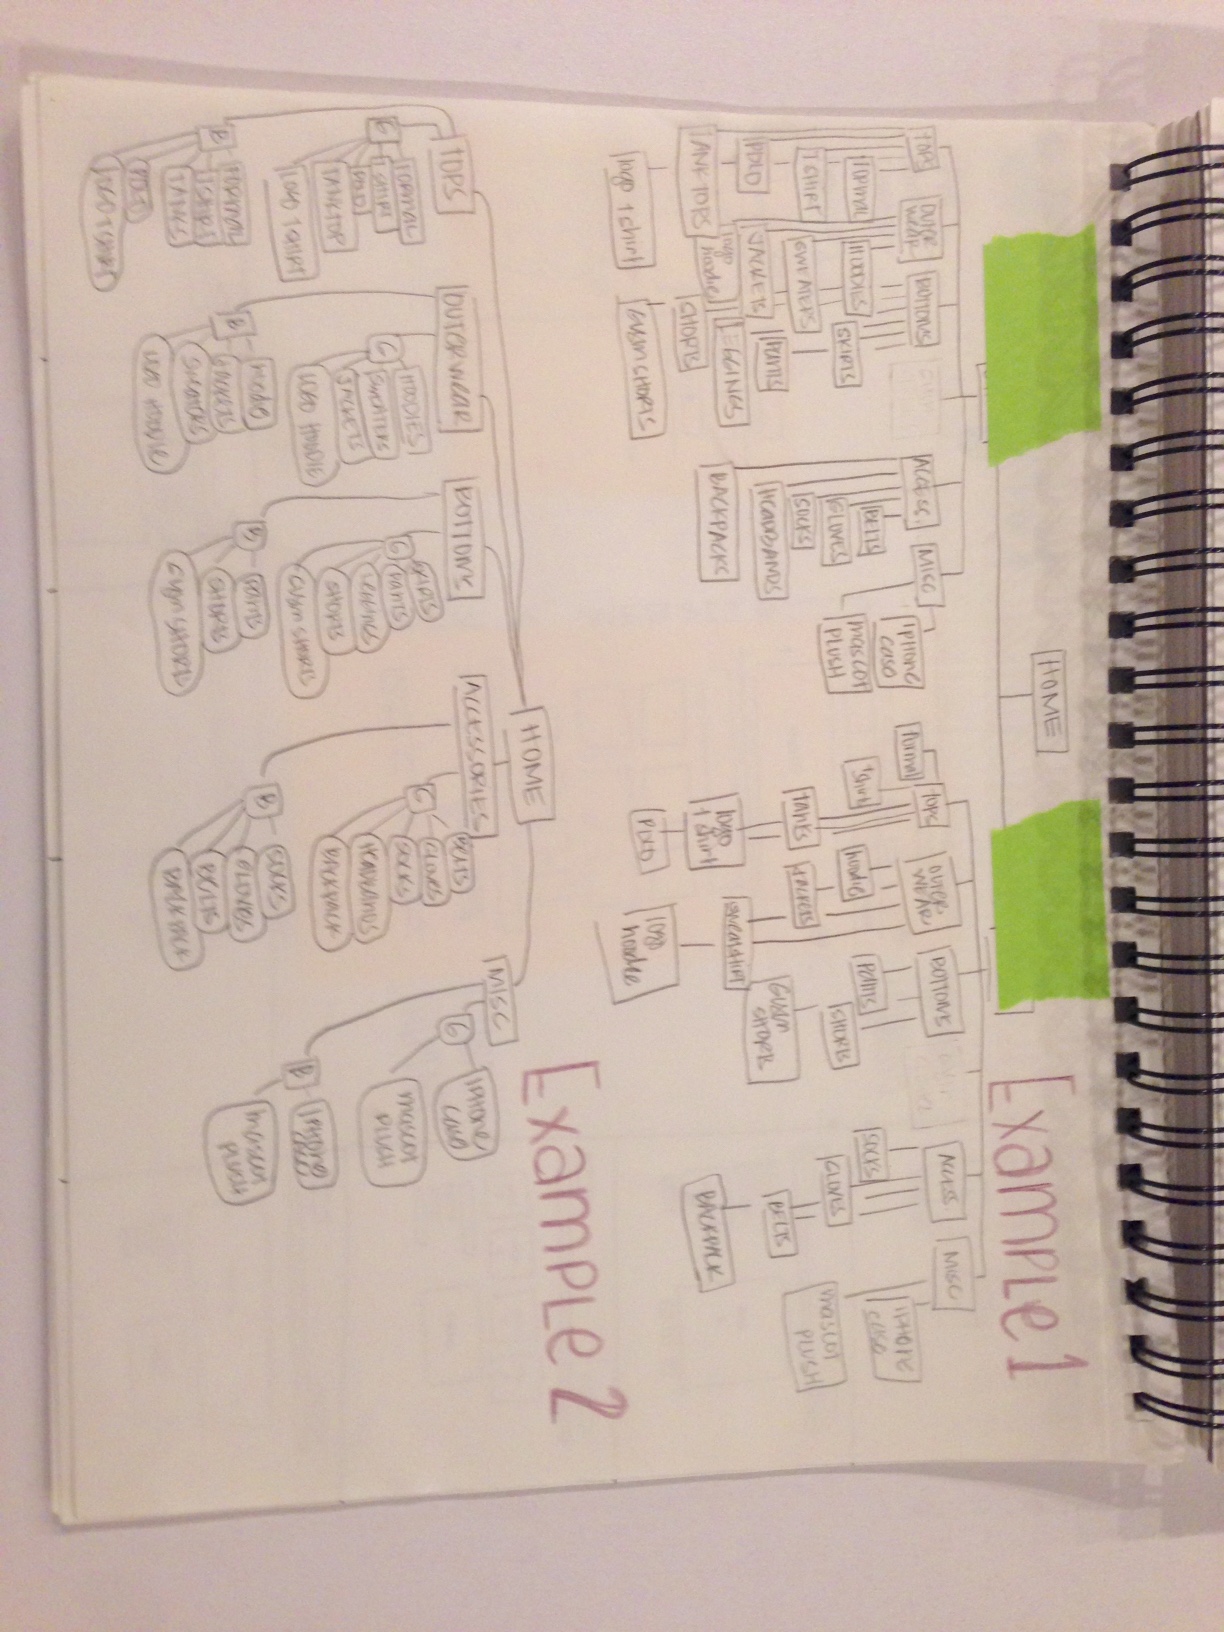 HOME
TOPS
OUTER
WEAR
BOTTOMS
ACCESS.
MISC
FORMAL
T SHIRT
POLO
TANK TOPS
logo t shirt
HOODIES
SWEATERS
JACKETS
logo
hoodie
SKIRTS
PANTS
LEGGINGS
SHORTS
GYM SHORTS
BELTS
GLOVES
SOCKS
HEADBANDS
BACKPACKS
IPHONE
CASE
MASCOT
PLUSH
TOPS
OUTER
WEAR
BOTTOMS
ACCESS
MISC
formal
t shirt
TANKS
logo
t shirt
POLO
HOODIE
JACKETS
SWEATSHIRT
logo
hoodie
PANTS
SHORTS
GYM
SHORTS
SOCKS
GLOVES
BELTS
BACKPACK
IPHONE
CASE
MASCOT
PLUSH
Example 1
Example 2
HOME
TOPS
OUTERWEAR
BOTTOMS
ACCESSORIES
MISC
G
FORMAL
T SHIRT
POLO
TANK TOP
LOGO T SHIRT
B
FORMAL
T SHIRTS
TANKS
POLO
LOGO T SHIRT
G
HOODIES
SWEATERS
JACKETS
LOGO HOODIE
B
Hoodie
JACKETS
SWEATERS
LOGO HOODIE
G
SKIRTS
PANTS
LEGGINGS
SHORTS
GYM SHORTS
B
PANTS
SHORTS
Gym SHORTS
G
BELTS
GLOVES
SOCKS
HEADBANDS
BACKPACK
B
SOCKS
GLOVES
BELTS
BACKPACK
G
IPHONE
CASE
MASCOT
PLUSH
B
IPHONE
CASE
MASCOT
PLUSH